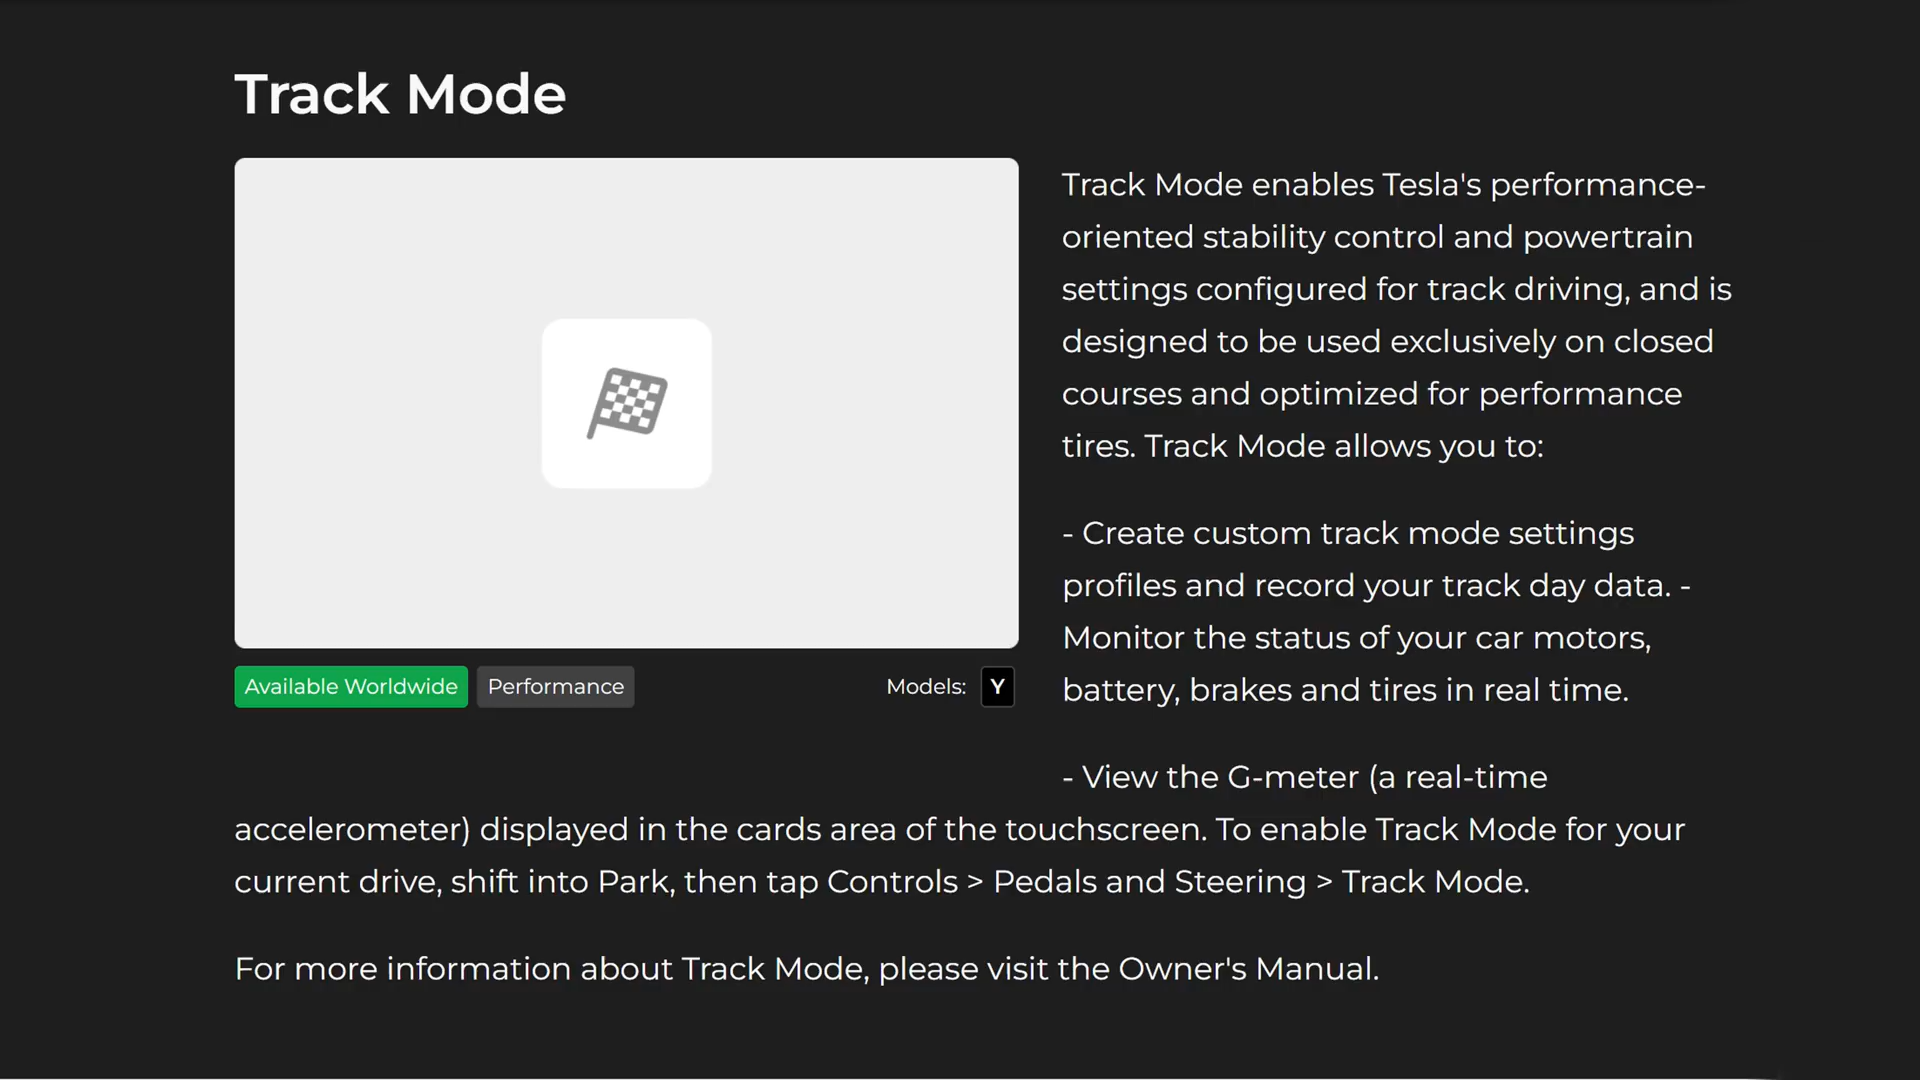 Track Mode
Track Mode enables Tesla's performance-
oriented stability control and powertrain
settings configured for track driving, and is
designed to be used exclusively on closed
courses and optimized for performance
tires. Track Mode allows you to:
- Create custom track mode settings
profiles and record your track day data. -
Monitor the status of your car motors,
battery, brakes and tires in real time.
Available Worldwide
Performance
Models: Y
- View the G-meter (a real-time
accelerometer) displayed in the cards area of the touchscreen. To enable Track Mode for your
current drive, shift into Park, then tap Controls > Pedals and Steering > Track Mode.
For more information about Track Mode, please visit the Owner's Manual.